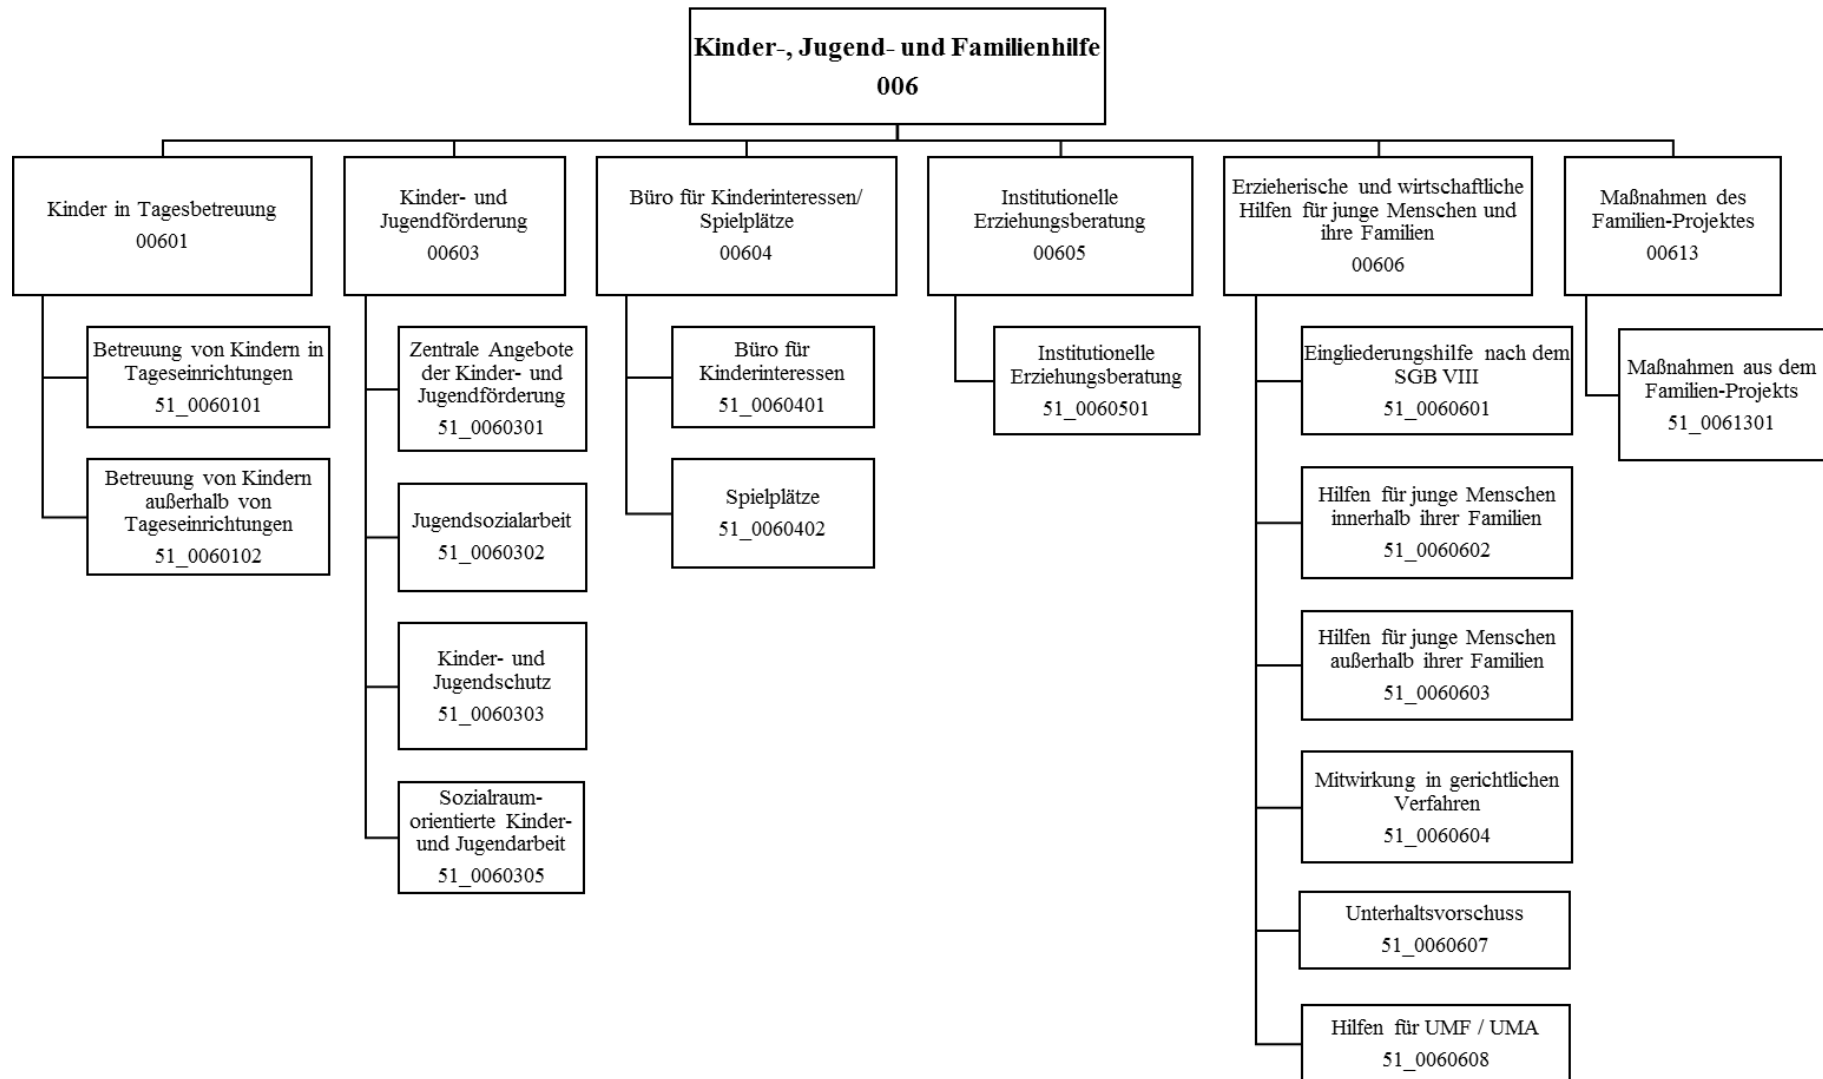 Kinder-, Jugend- und Familienhilfe
006
Kinder in Tagesbetreuung
00601
Kinder- und
Jugendförderung
00603
Büro für Kinderinteressen/
Spielplätze
00604
Institutionelle
Erziehungsberatung
00605
Erzieherische und wirtschaftliche
Hilfen für junge Menschen und
ihre Familien
00606
Maßnahmen des
Familien-Projektes
00613
Betreuung von Kindern in
Tageseinrichtungen
51_0060101
Betreuung von Kindern
außerhalb von
Tageseinrichtungen
51_0060102
Zentrale Angebote
der Kinder- und
Jugendförderung
51_0060301
Jugendsozialarbeit
51_0060302
Kinder- und
Jugendschutz
51_0060303
Sozialraum-
orientierte Kinder-
und Jugendarbeit
51_0060305
Büro für
Kinderinteressen
51_0060401
Spielplätze
51_0060402
Institutionelle
Erziehungsberatung
51_0060501
Eingliederungshilfe nach dem
SGB VIII
51_0060601
Hilfen für junge Menschen
innerhalb ihrer Familien
51_0060602
Hilfen für junge Menschen
außerhalb ihrer Familien
51_0060603
Mitwirkung in gerichtlichen
Verfahren
51_0060604
Unterhaltsvorschuss
51_0060607
Hilfen für UMF / UMA
51_0060608
Maßnahmen aus dem
Familien-Projekts
51_0061301